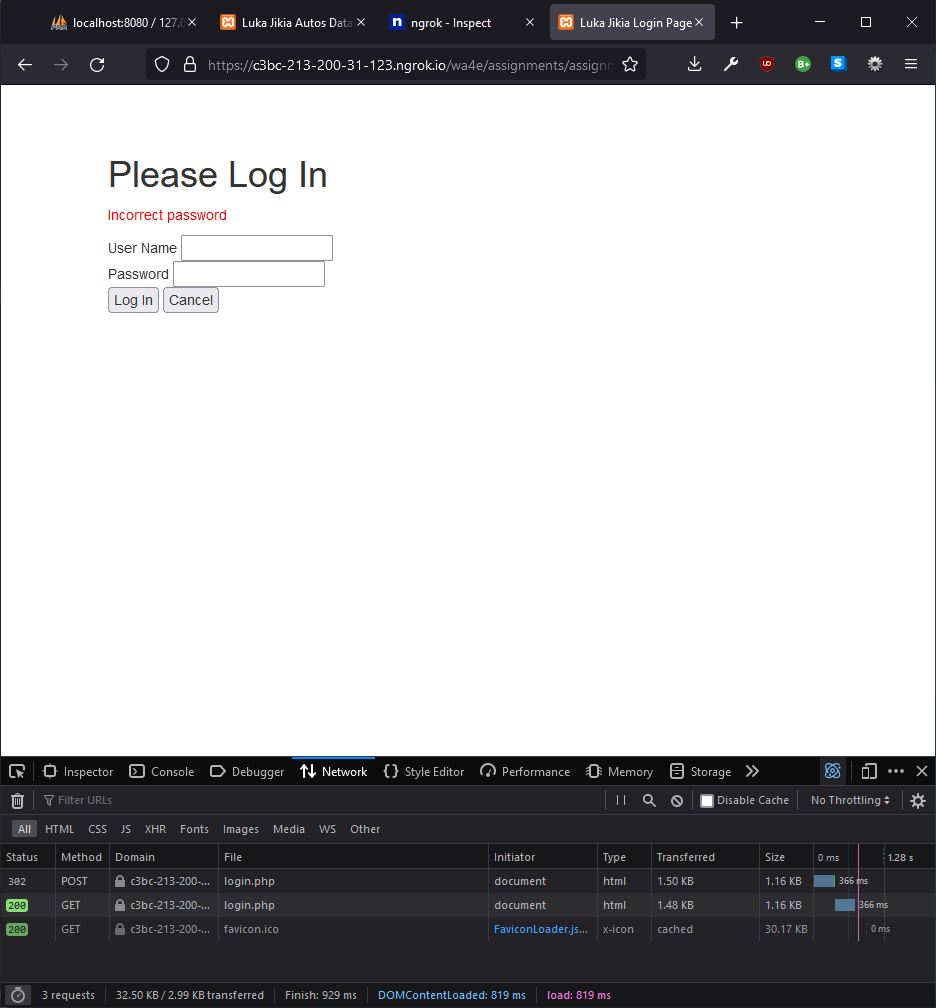 localhost:8080 / 127.0
Luka Jikia Autos Data
ngrok - Inspect
Luka Jikia Login Page
https://c3bc-213-200-31-123.ngrok.io/wa4e/assignments/assignm
Please Log In
Incorrect password
User Name
Password
Log In Cancel
Inspector Console Debugger Network Style Editor Performance Memory Storage
Filter URLs Disable Cache No Throttling
All HTML CSS JS XHR Fonts Images Media WS Other
Status Method Domain File Initiator Type Transferred Size 0 ms 1.28 s
302 POST c3bc-213-200-... login.php document html 1.50 KB 1.16 KB 366 ms
200 GET c3bc-213-200-... login.php document html 1.48 KB 1.16 KB 366 ms
200 GET c3bc-213-200-... favicon.ico FaviconLoader.js... x-icon cached 30.17 KB 0 ms
3 requests 32.50 KB / 2.99 KB transferred Finish: 929 ms DOMContentLoaded: 819 ms load: 819 ms